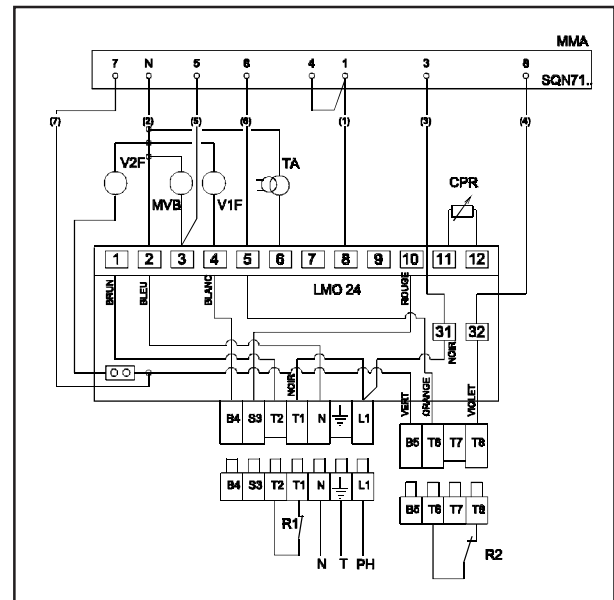 MMA
7 N 5 6 4 1 3 8
SQN71..
(7) (2) (5) (6) (1) (3) (4)
V2F MVB V1F TA CPR
1 2 3 4 5 6 7 8 9 10 11 12
BRUN BLEU BLANC LMO 24 ROUGE
31 32
NOIR
NOIR VERT ORANGE VIOLET
B4 S3 T2 T1 N L1
B5 T6 T7 T8
B4 S3 T2 T1 N L1
B5 T6 T7 T8
R1
R2
N T PH